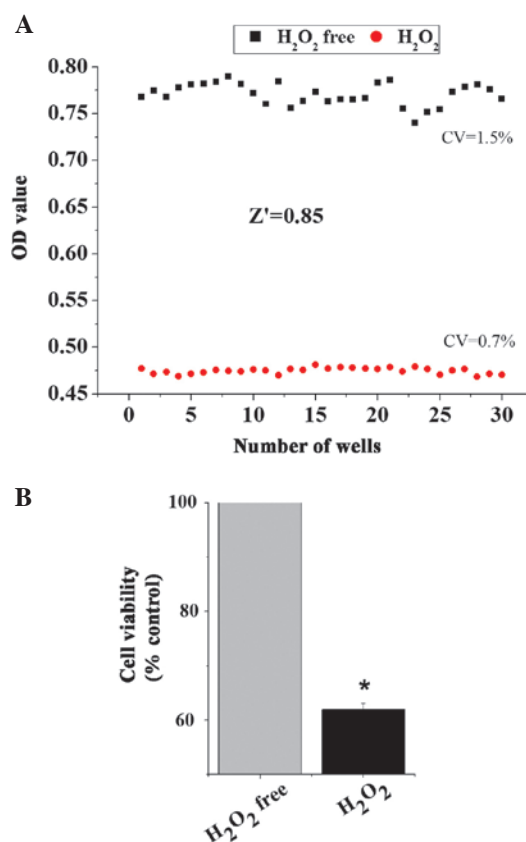 A
H₂O₂ free
H₂O₂
0.80
0.75
0.70
0.65
0.60
0.55
0.50
0.45
OD value
CV=1.5%
Z'=0.85
CV=0.7%
0
5
10
15
20
25
30
Number of wells
B
100
80
60
Cell viability
(% control)
*
H₂O₂ free
H₂O₂